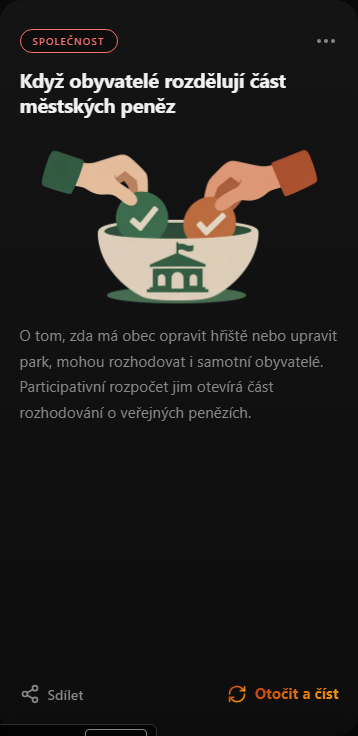 SPOLEČNOST
Když obyvatelé rozdělují část
městských peněz
O tom, zda má obec opravit hřiště nebo upravit
park, mohou rozhodovat i samotní obyvatelé.
Participativní rozpočet jim otevírá část
rozhodování o veřejných penězích.
Sdílet
Otočit a číst